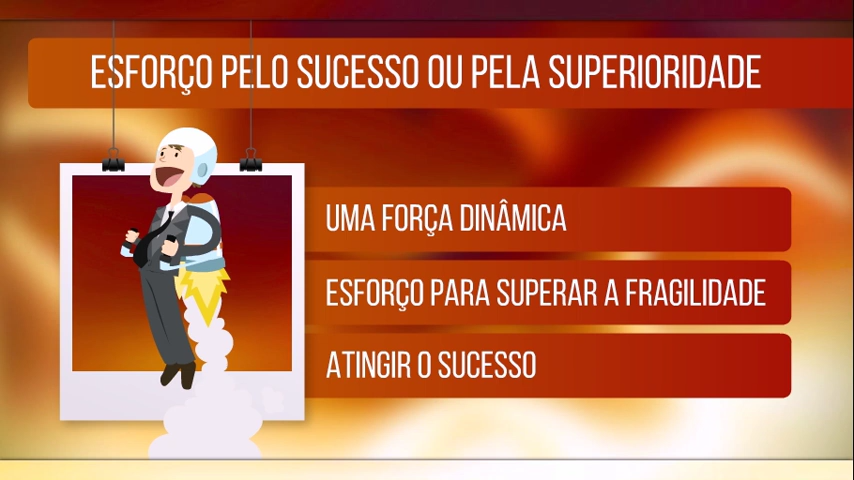 ESFORÇO PELO SUCESSO OU PELA SUPERIORIDADE
UMA FORÇA DINÂMICA
ESFORÇO PARA SUPERAR A FRAGILIDADE
ATINGIR O SUCESSO